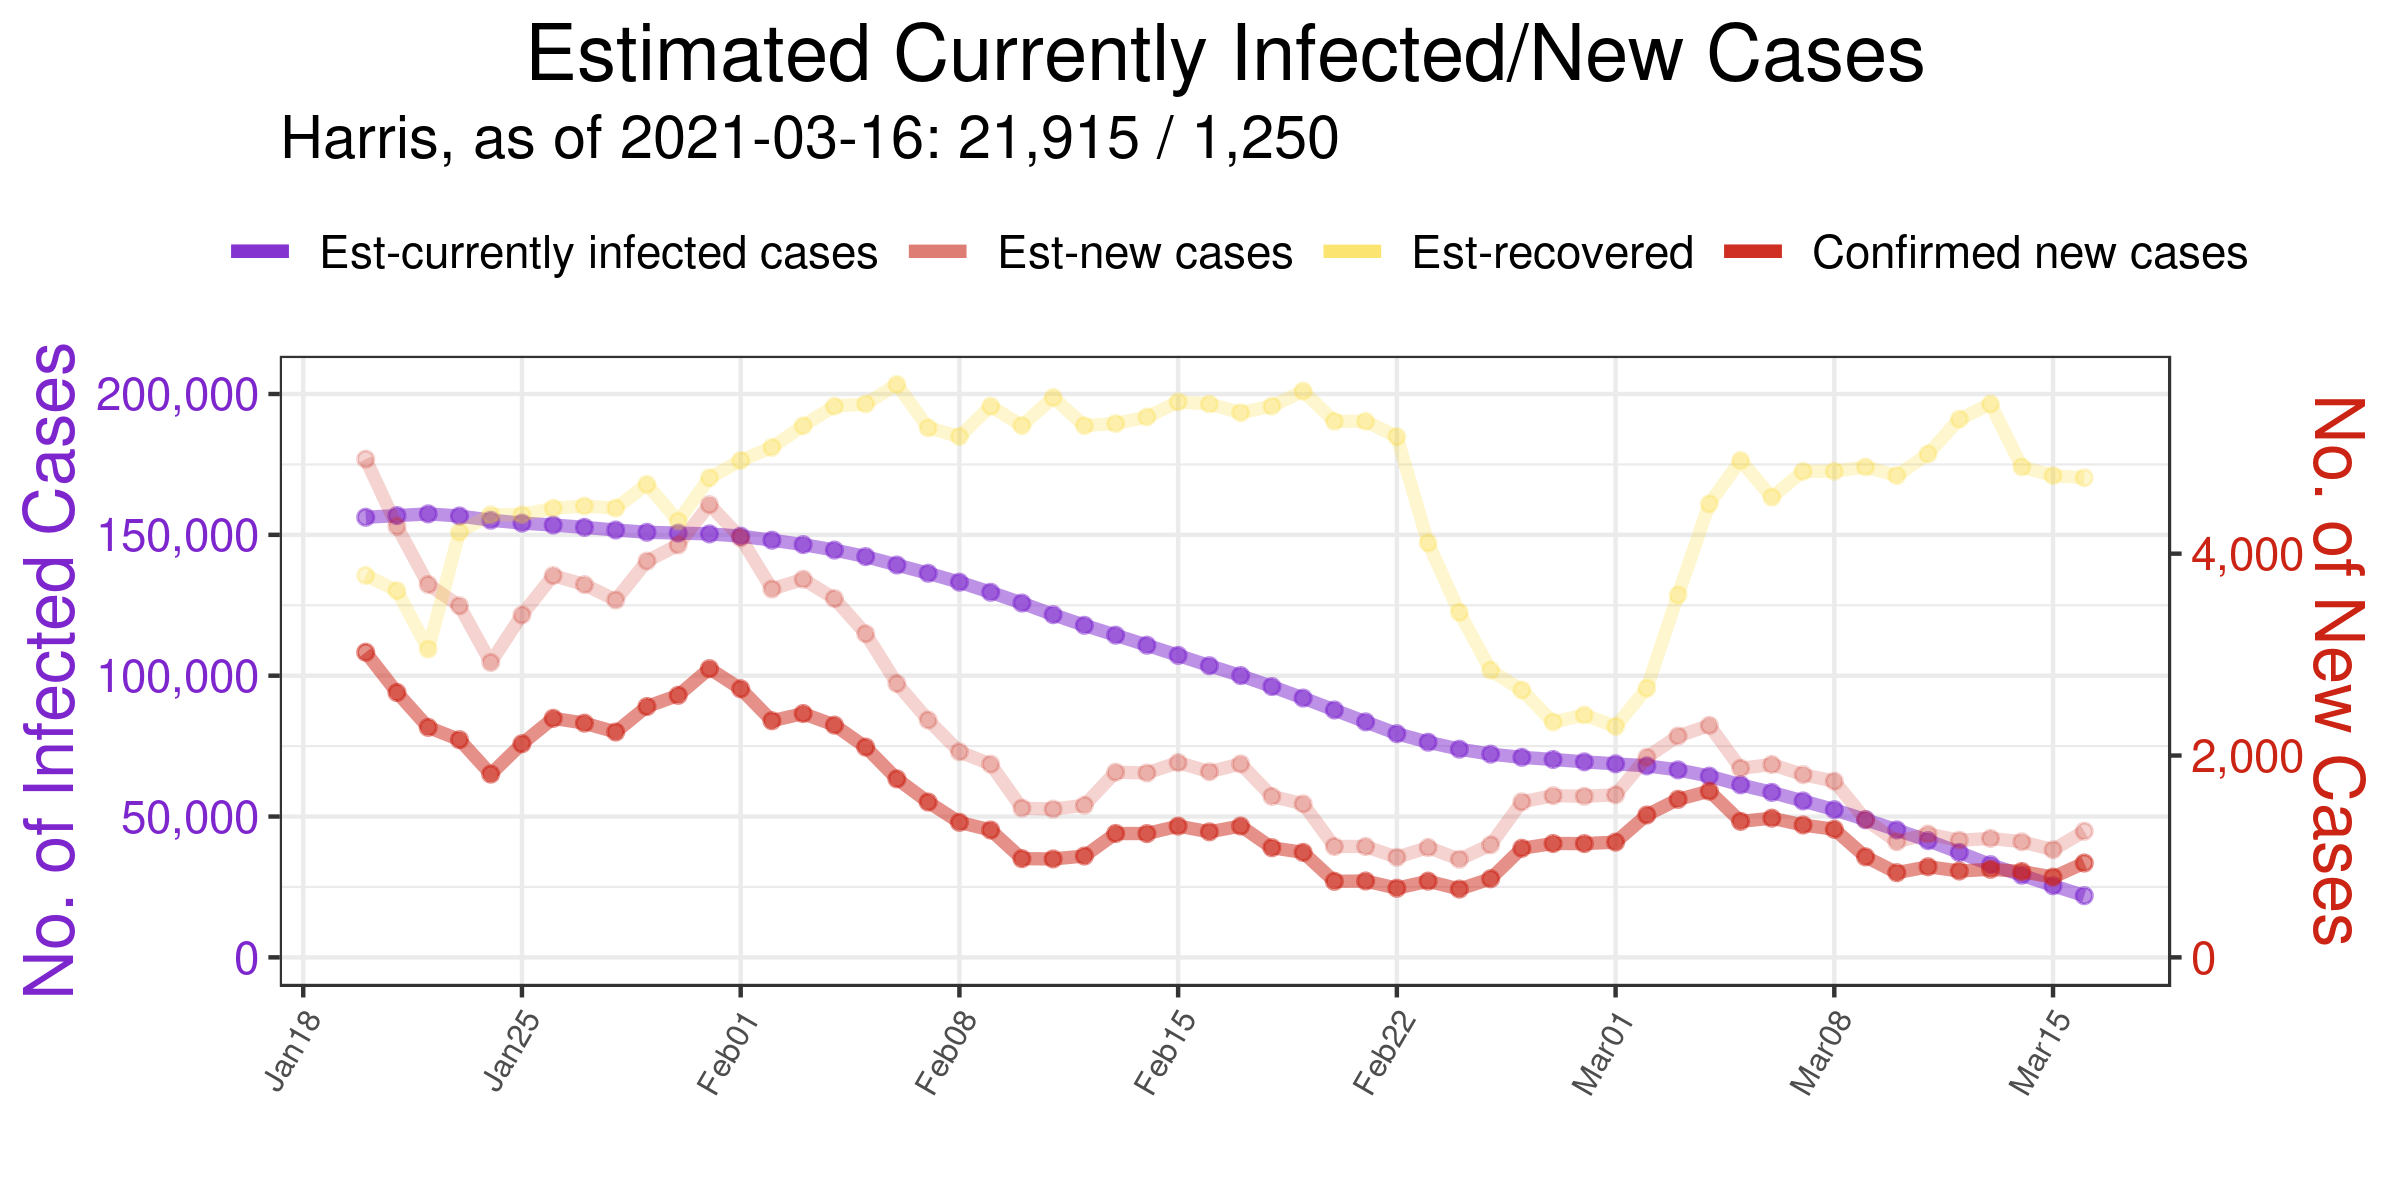 Estimated Currently Infected/New Cases
Harris, as of 2021-03-16: 21,915 / 1,250
Est-currently infected cases Est-new cases Est-recovered Confirmed new cases
No. of Infected Cases
200,000
150,000
100,000
50,000
0
No. of New Cases
4,000
2,000
0
Jan18 Jan25 Feb01 Feb08 Feb15 Feb22 Mar01 Mar08 Mar15